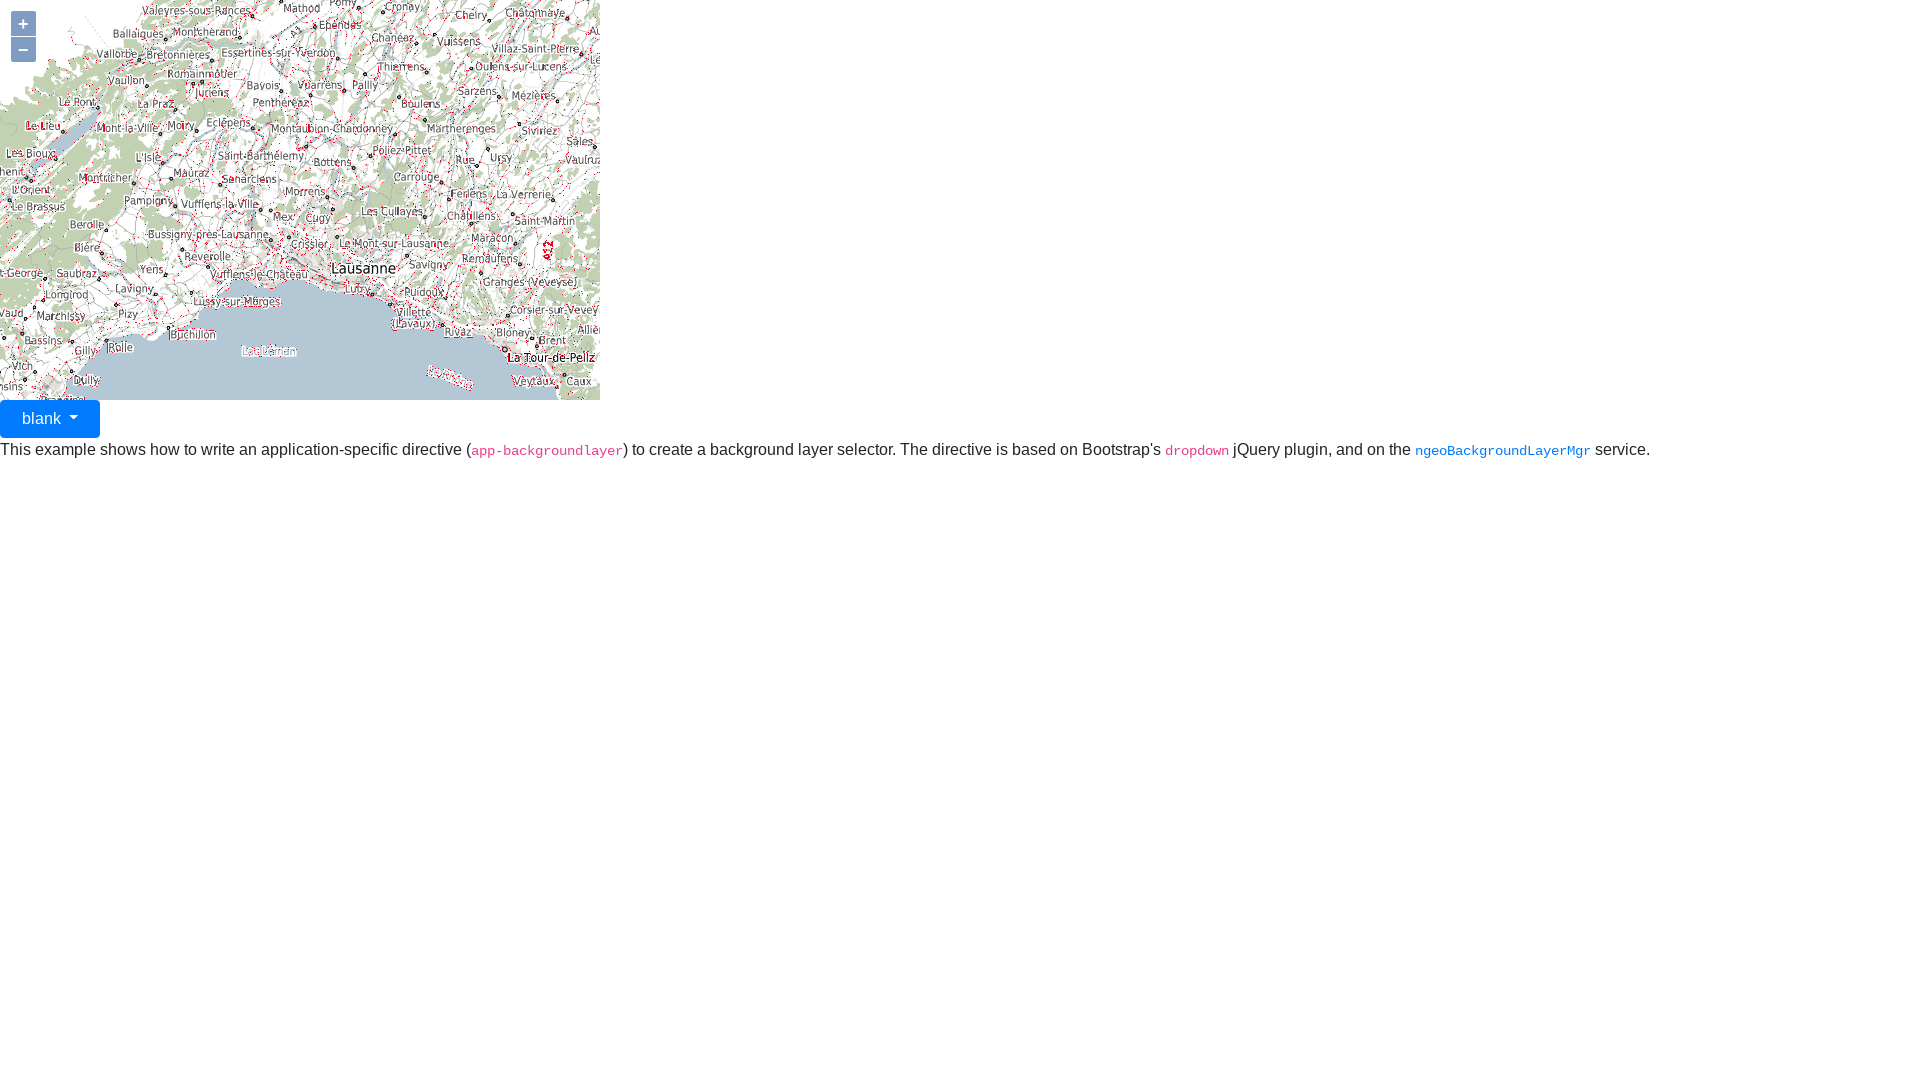 +
−
Valeyres-sous-Rances
Mathod
Cronay
Chatonnaye
Cheiry
Ependes
A1
Ballaigues
Montcherand
Chanéaz
Vuissens
Villaz-Saint-Pierre
Vallorbe
Bretonnières
Essertines-sur-Yverdon
Romainmôtier
Thierrens
Oulens-sur-Lucens
Vaulion
Juriens
Bavois
Vuarrens
Pailly
Sarzens
Mézières
Le Pont
La Praz
Penthéréaz
Boulens
Le Lieu
Mont-la-Ville
Moiry
Eclépens
Martherenges
Siviriez
Sâles
Les Bioux
L'Isle
Saint-Barthélemy
Bottens
Poliez-Pittet
Rue
Ursy
L'Orient
Montricher
Mauraz
Sénarclens
Carrouge
Le Brassus
Pampigny
Vufflens-la-Ville
Morrens
Ferlens
La Verrerie
Mex
Cugy
Les Cullayes
Châtillens
Saint-Martin
Berolle
Bussigny-près-Lausanne
Crissier
Le Mont-sur-Lausanne
Maracon
A12
Bière
Reverolle
Savigny
Remaufens
Saubraz
Yens
Vufflens-le-Château
Lausanne
Granges (Veveyse)
Longirod
Lavigny
Lussy-sur-Morges
Lutry
Puidoux
Marchissy
Pizy
Villette
(Lavaux)
Corsier-sur-Vevey
Bassins
Buchillon
Rivaz
Blonay
Brent
Gilly
Rolle
Lac Léman
La Tour-de-Peilz
Vich
Dully
Veytaux
Caux
blank
This example shows how to write an application-specific directive (app-backgroundlayer) to create a background layer selector. The directive is based on Bootstrap's dropdown jQuery plugin, and on the ngeoBackgroundLayerMgr service.